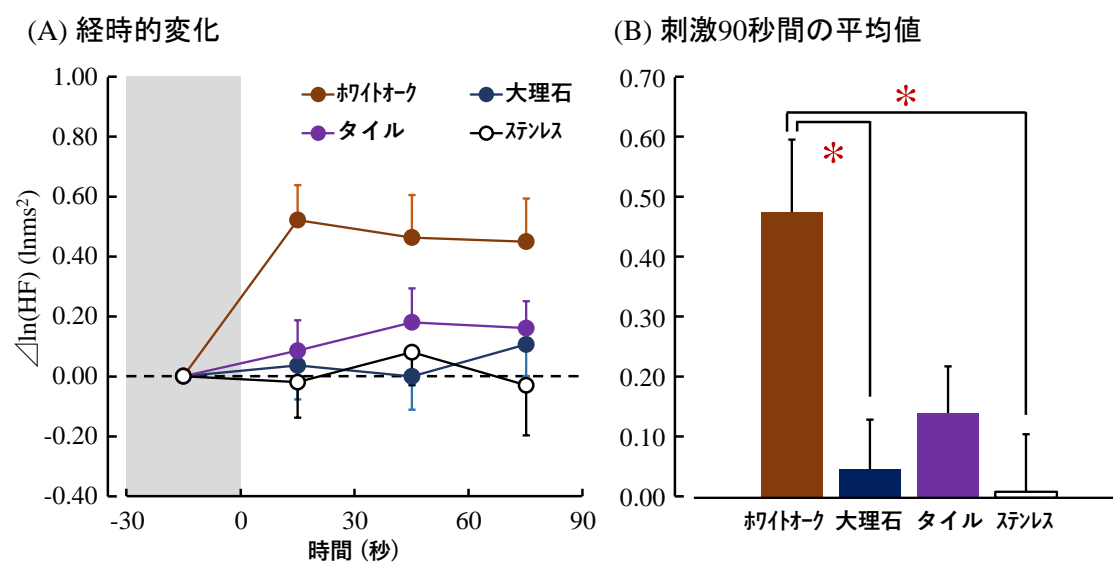 (A) 経時的変化
1.00
0.80
0.60
0.40
0.20
0.00
-0.20
-0.40
⊿ln(HF) (lnms²)
ﾎﾜｲﾄｵｰｸ
大理石
タイル
ｽﾃﾝﾚｽ
-30
0
30
60
90
時間 (秒)
(B) 刺激90秒間の平均値
0.70
0.60
0.50
0.40
0.30
0.20
0.10
0.00
＊
＊
ﾎﾜｲﾄｵｰｸ
大理石
タイル
ｽﾃﾝﾚｽ